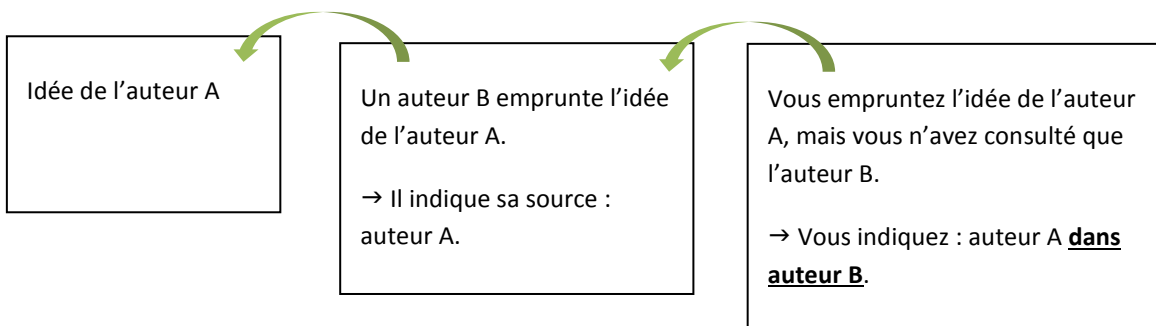 Idée de l’auteur A
Un auteur B emprunte l’idée
de l’auteur A.
→ Il indique sa source :
auteur A.
Vous empruntez l’idée de l’auteur
A, mais vous n’avez consulté que
l’auteur B.
→ Vous indiquez : auteur A dans
auteur B.